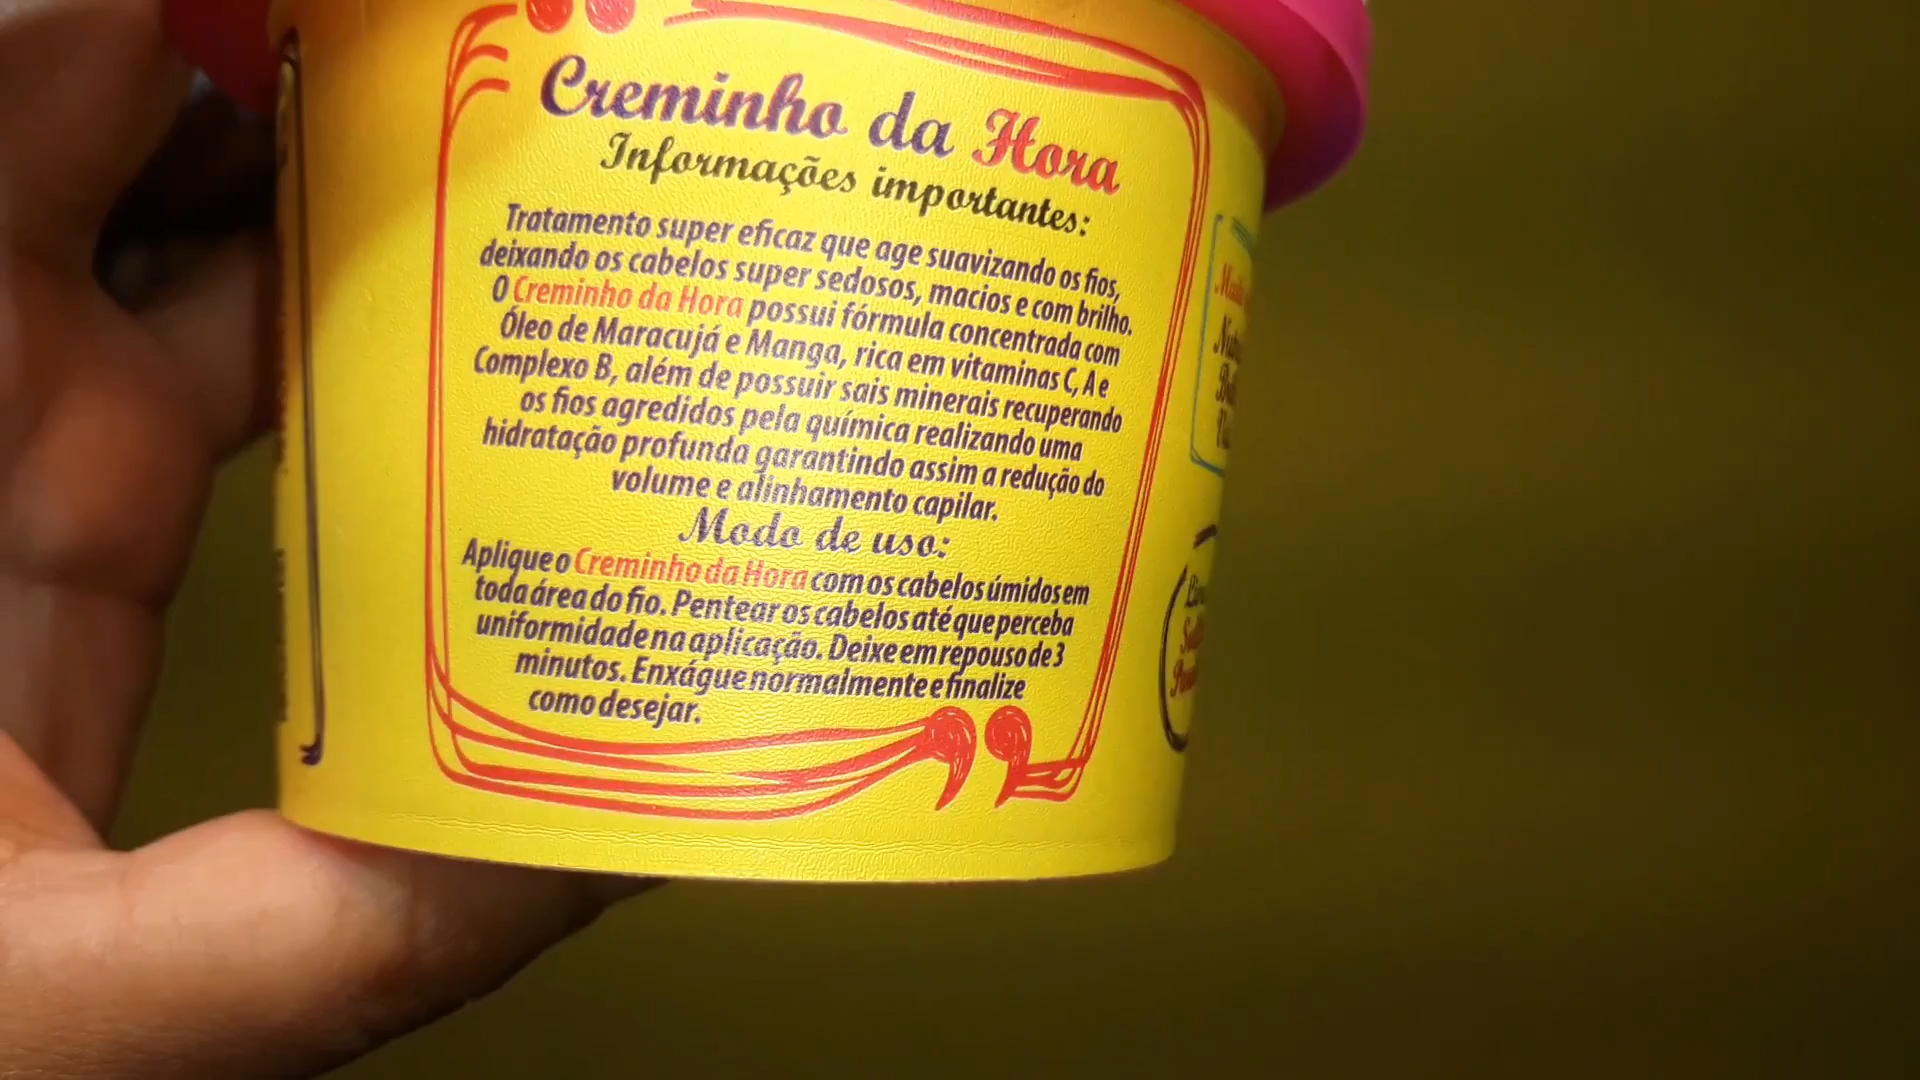 Creminho da Hora
Informações importantes:
Tratamento super eficaz que age suavizando os fios,
deixando os cabelos super sedosos, macios e com brilho.
O Creminho da Hora possui fórmula concentrada com
Óleo de Maracujá e Manga, rica em vitaminas C, A e
Complexo B, além de possuir sais minerais recuperando
os fios agredidos pela química realizando uma
hidratação profunda garantindo assim a redução do
volume e alinhamento capilar.
Modo de uso:
Aplique o Creminho da Hora com os cabelos úmidos em
toda área do fio. Pentear os cabelos até que perceba
uniformidade na aplicação. Deixe em repouso de 3
minutos. Enxágue normalmente e finalize
como desejar.